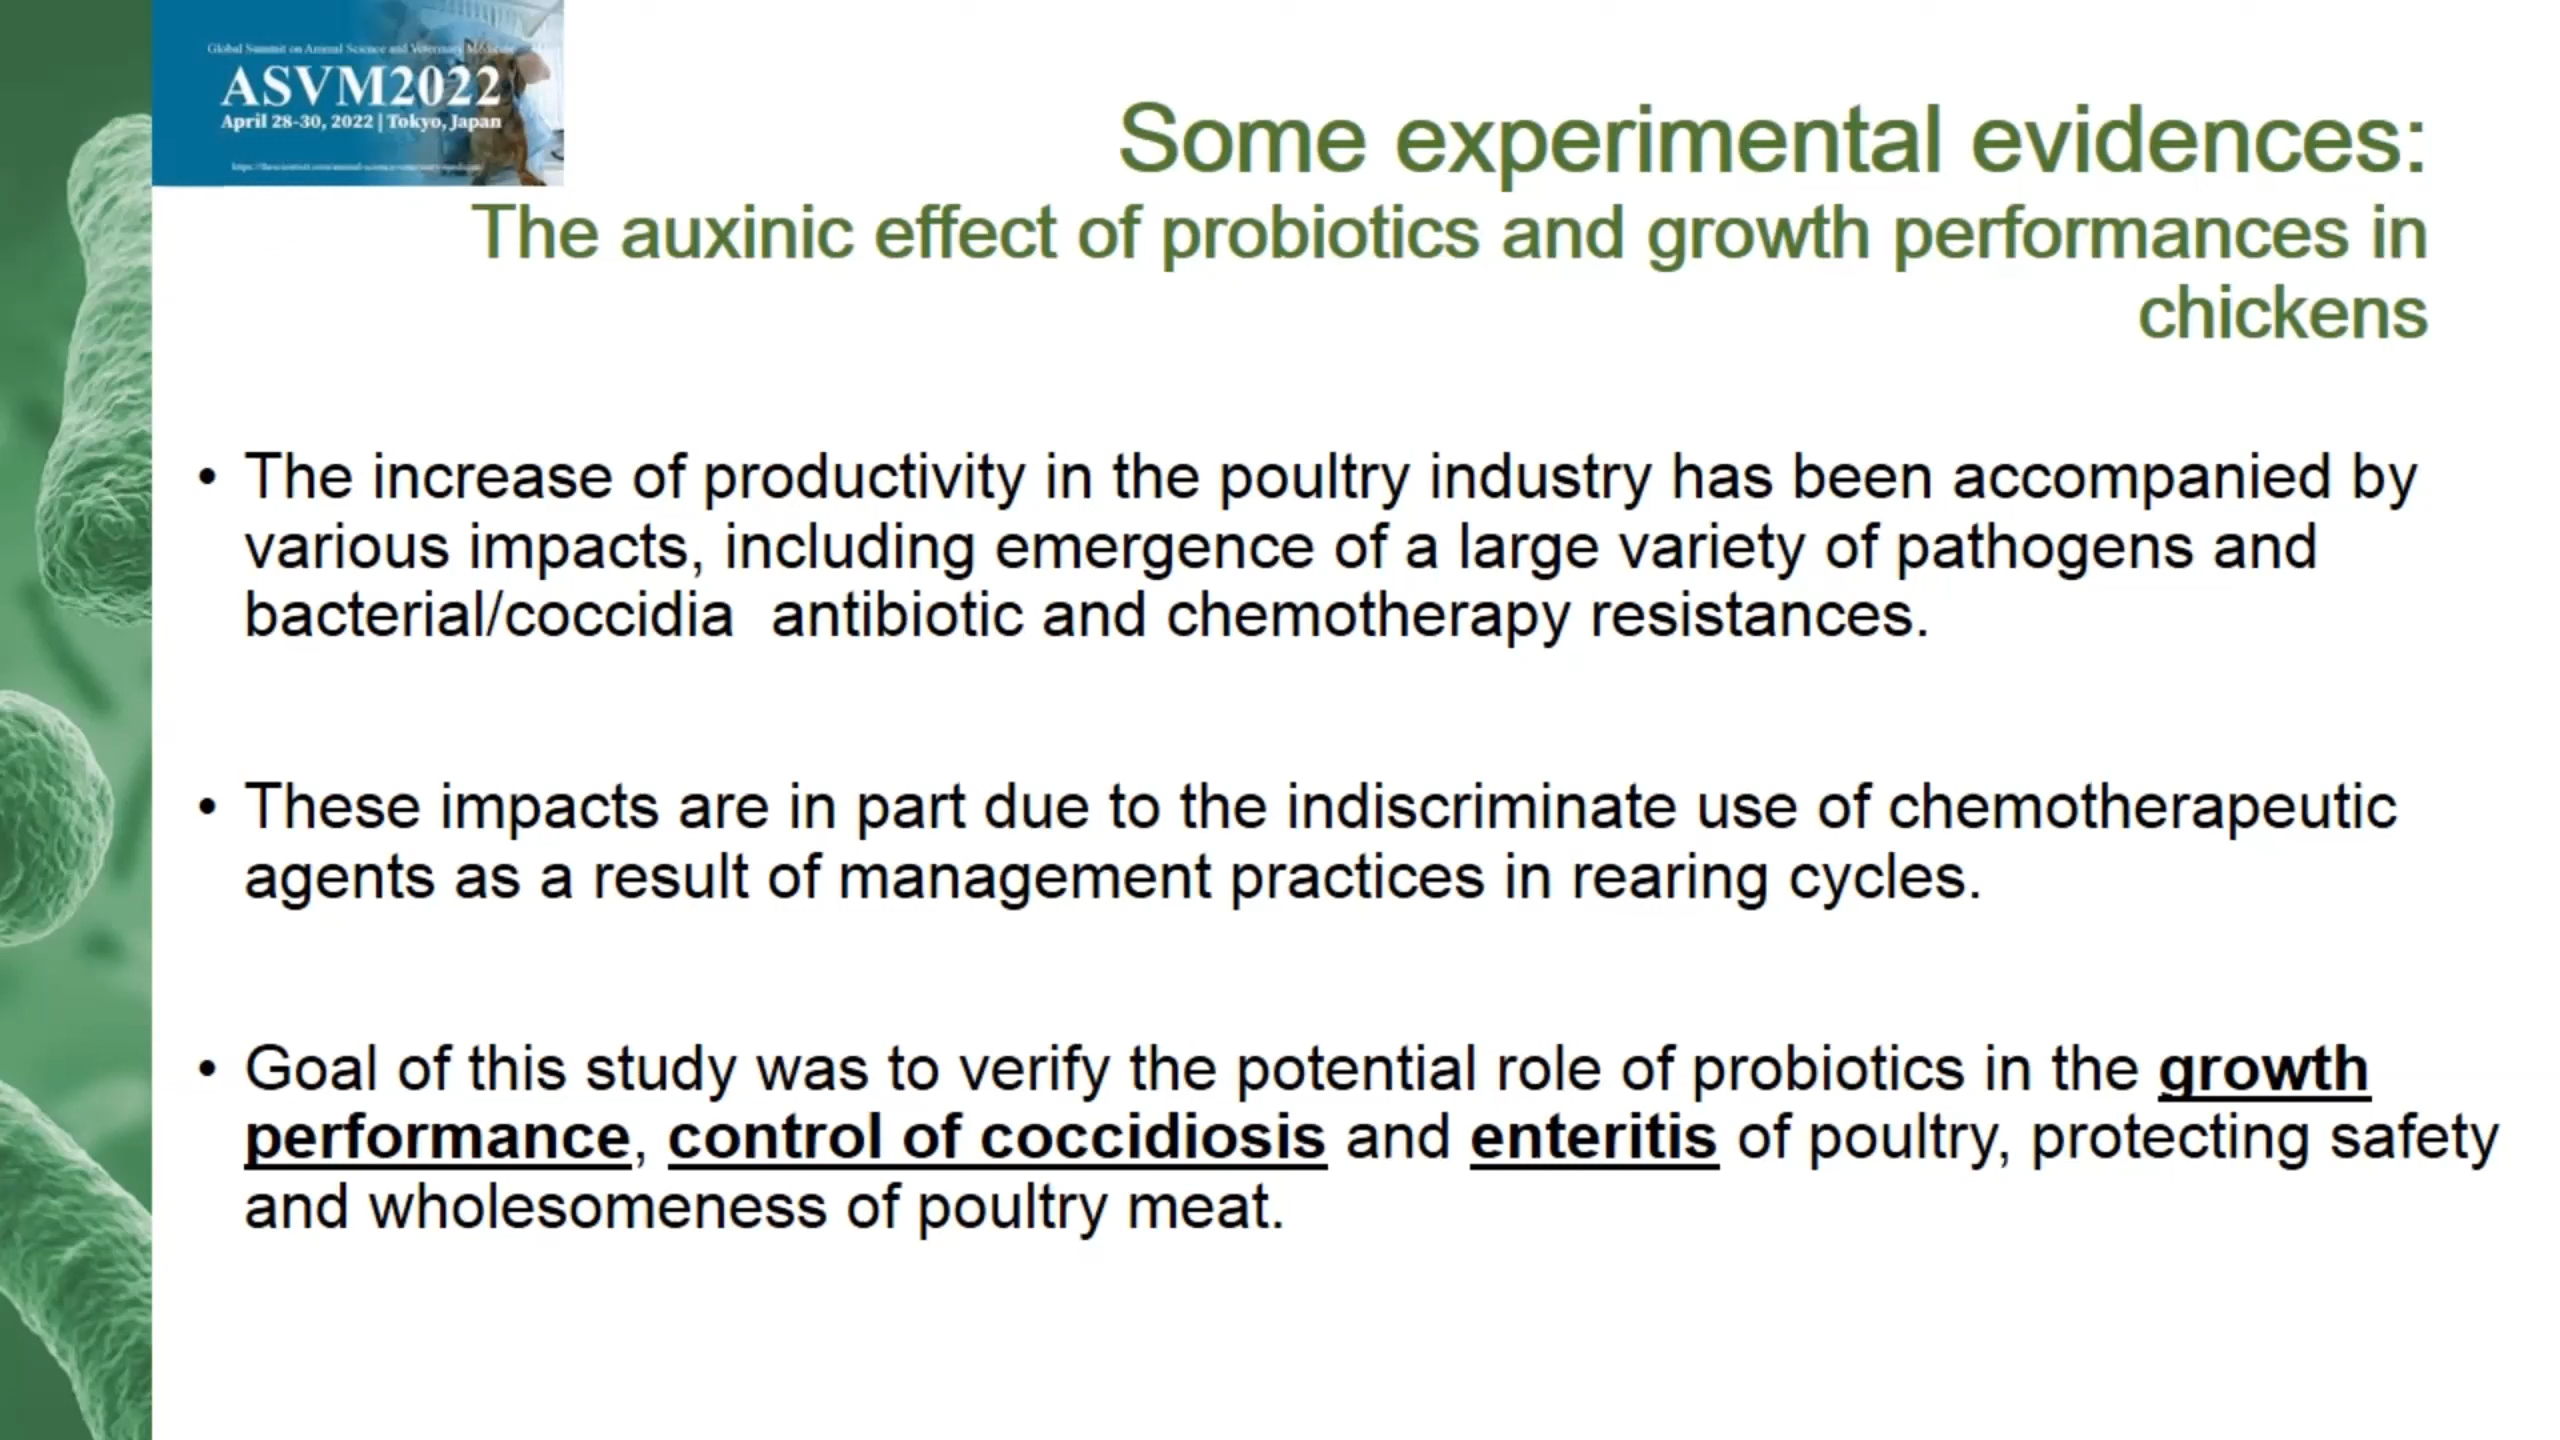 Global Summit on Animal Science and Veterinary Medicine
ASVM2022
April 28-30, 2022 | Tokyo, Japan
Some experimental evidences:
The auxinic effect of probiotics and growth performances in
chickens
• The increase of productivity in the poultry industry has been accompanied by
various impacts, including emergence of a large variety of pathogens and
bacterial/coccidia antibiotic and chemotherapy resistances.
• These impacts are in part due to the indiscriminate use of chemotherapeutic
agents as a result of management practices in rearing cycles.
• Goal of this study was to verify the potential role of probiotics in the growth
performance, control of coccidiosis and enteritis of poultry, protecting safety
and wholesomeness of poultry meat.